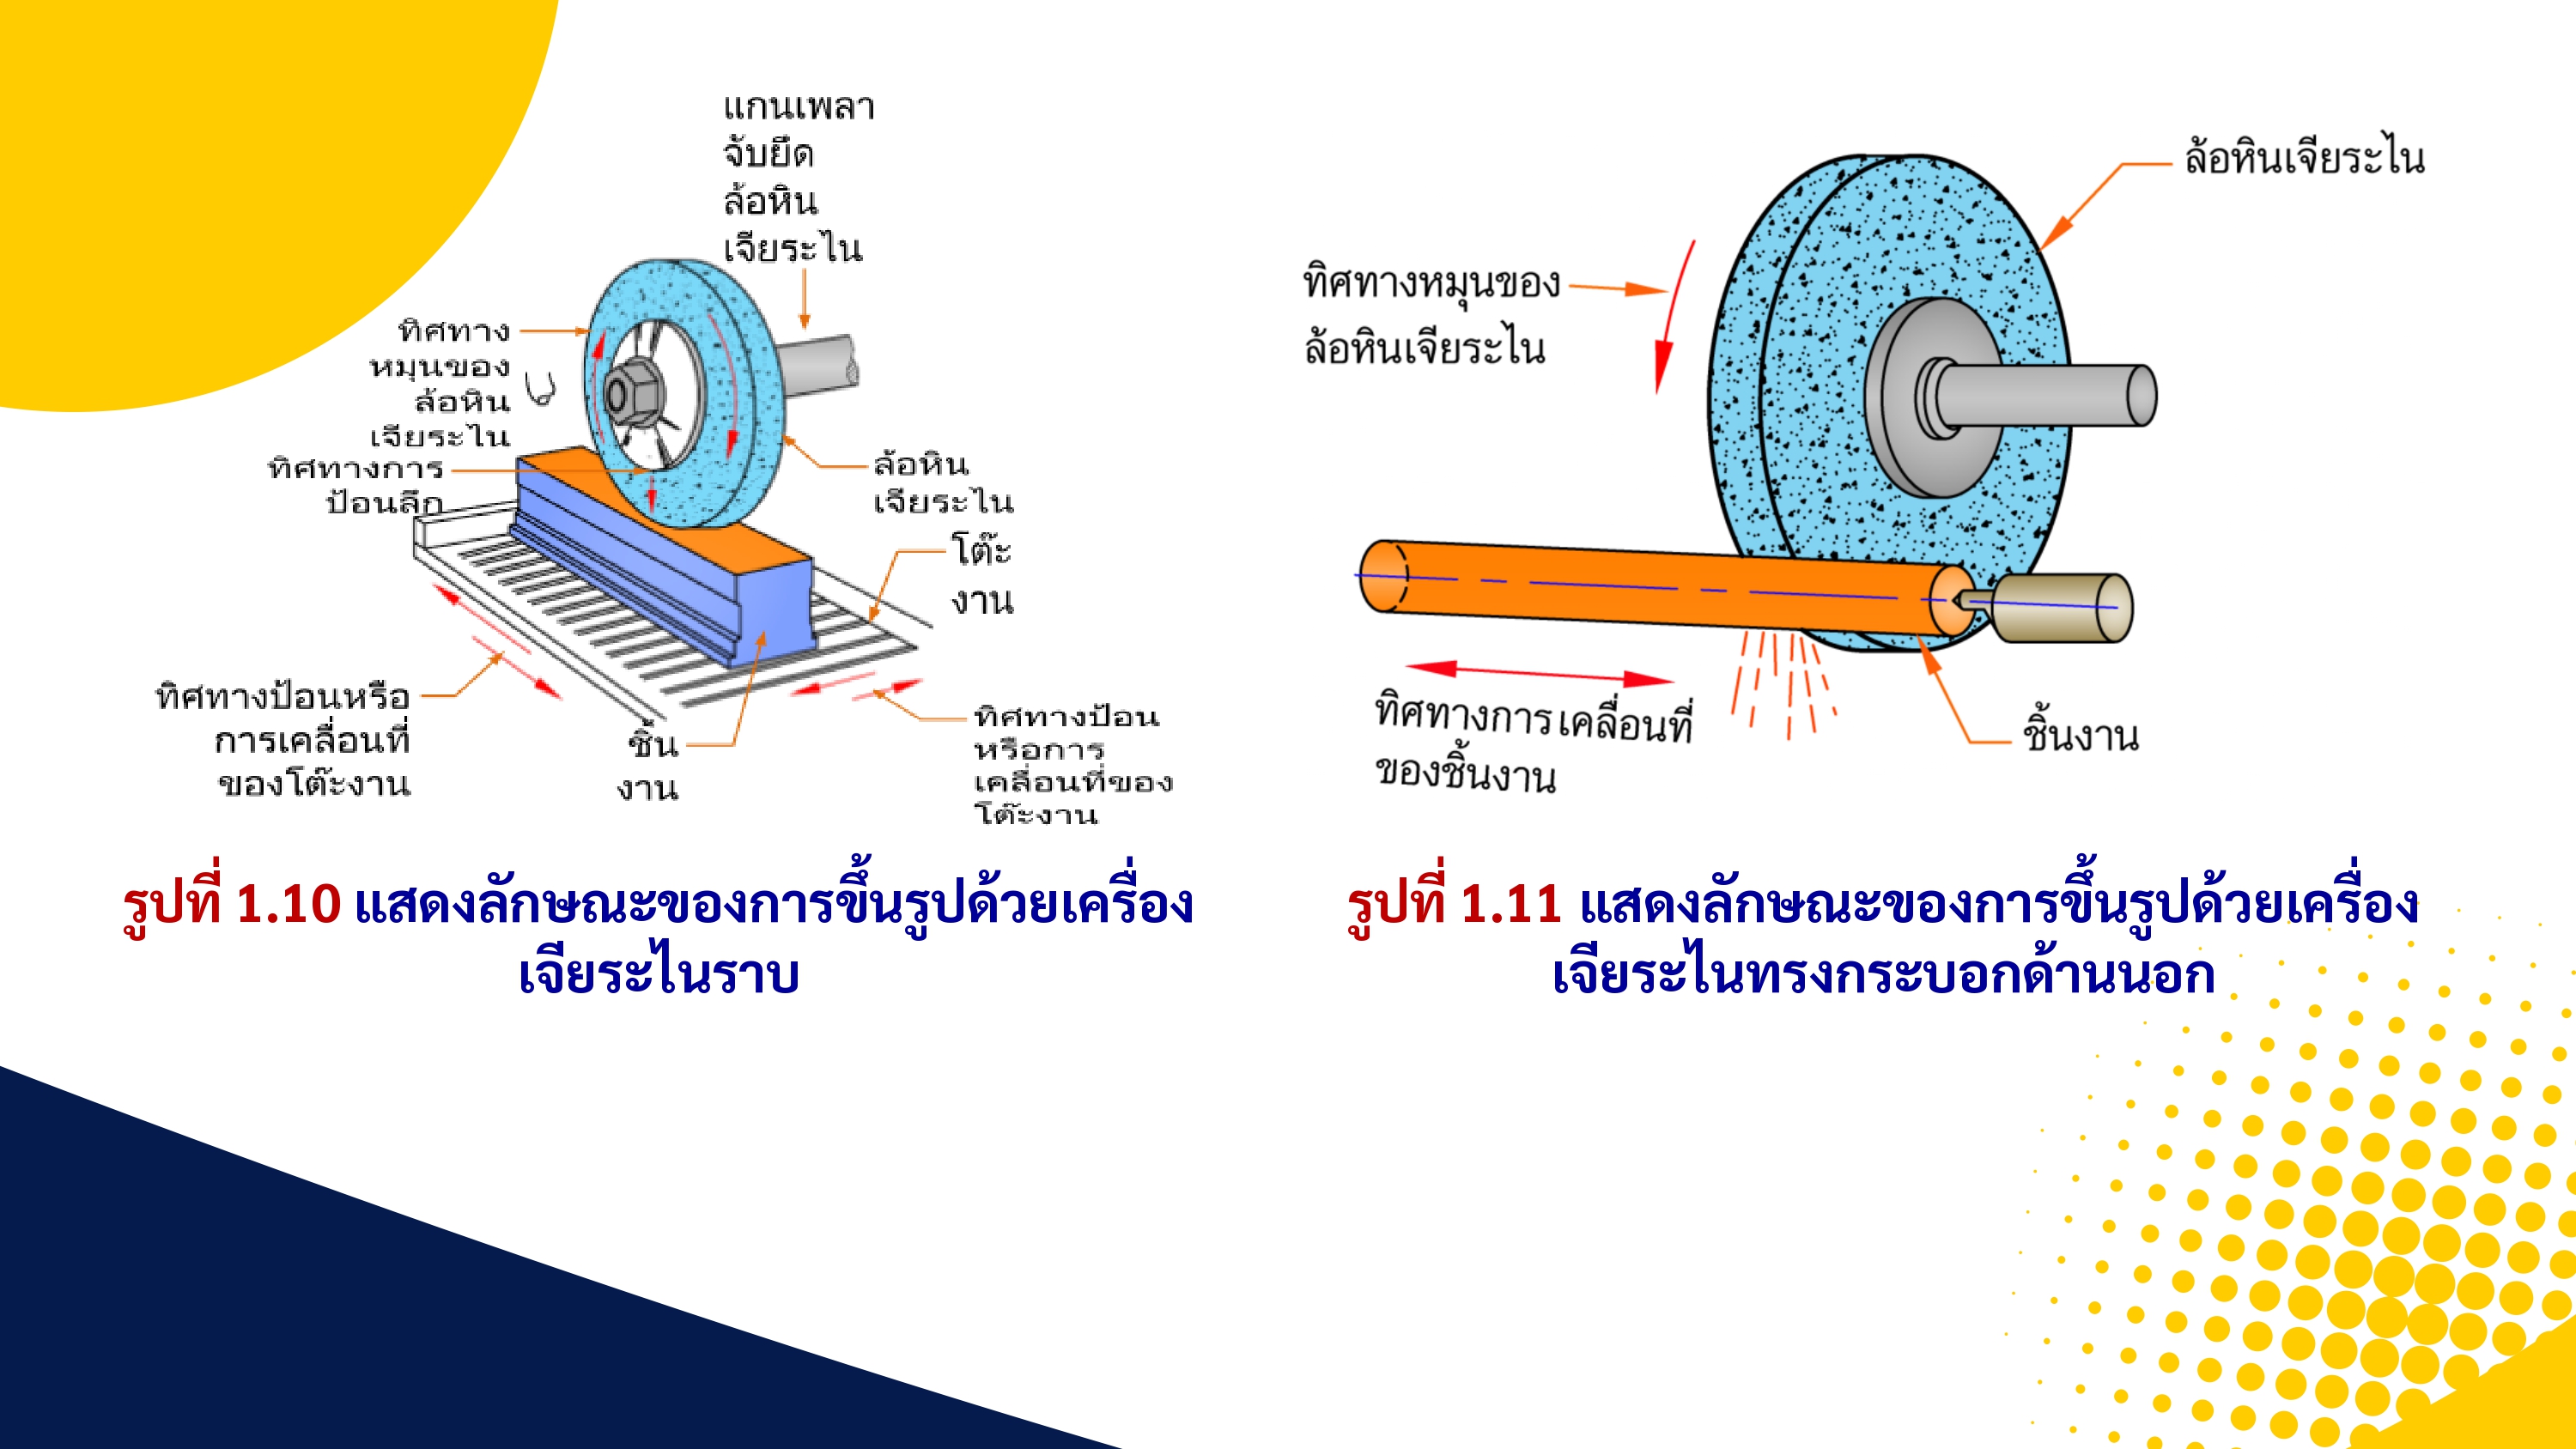 แกนเพลา
จับยึด
ล้อหิน
เจียระไน
ทิศทาง
หมุนของ
ล้อหิน
เจียระไน
ทิศทางการ
ป้อนลึก
ล้อหิน
เจียระไน
โต๊ะ
งาน
ทิศทางป้อนหรือ
การเคลื่อนที่
ของโต๊ะงาน
ชิ้น
งาน
ทิศทางป้อน
หรือการ
เคลื่อนที่ของ
โต๊ะงาน
รูปที่ 1.10 แสดงลักษณะของการขึ้นรูปด้วยเครื่อง
เจียระไนราบ
ล้อหินเจียระไน
ทิศทางหมุนของ
ล้อหินเจียระไน
ทิศทางการเคลื่อนที่
ของชิ้นงาน
ชิ้นงาน
รูปที่ 1.11 แสดงลักษณะของการขึ้นรูปด้วยเครื่อง
เจียระไนทรงกระบอกด้านนอก